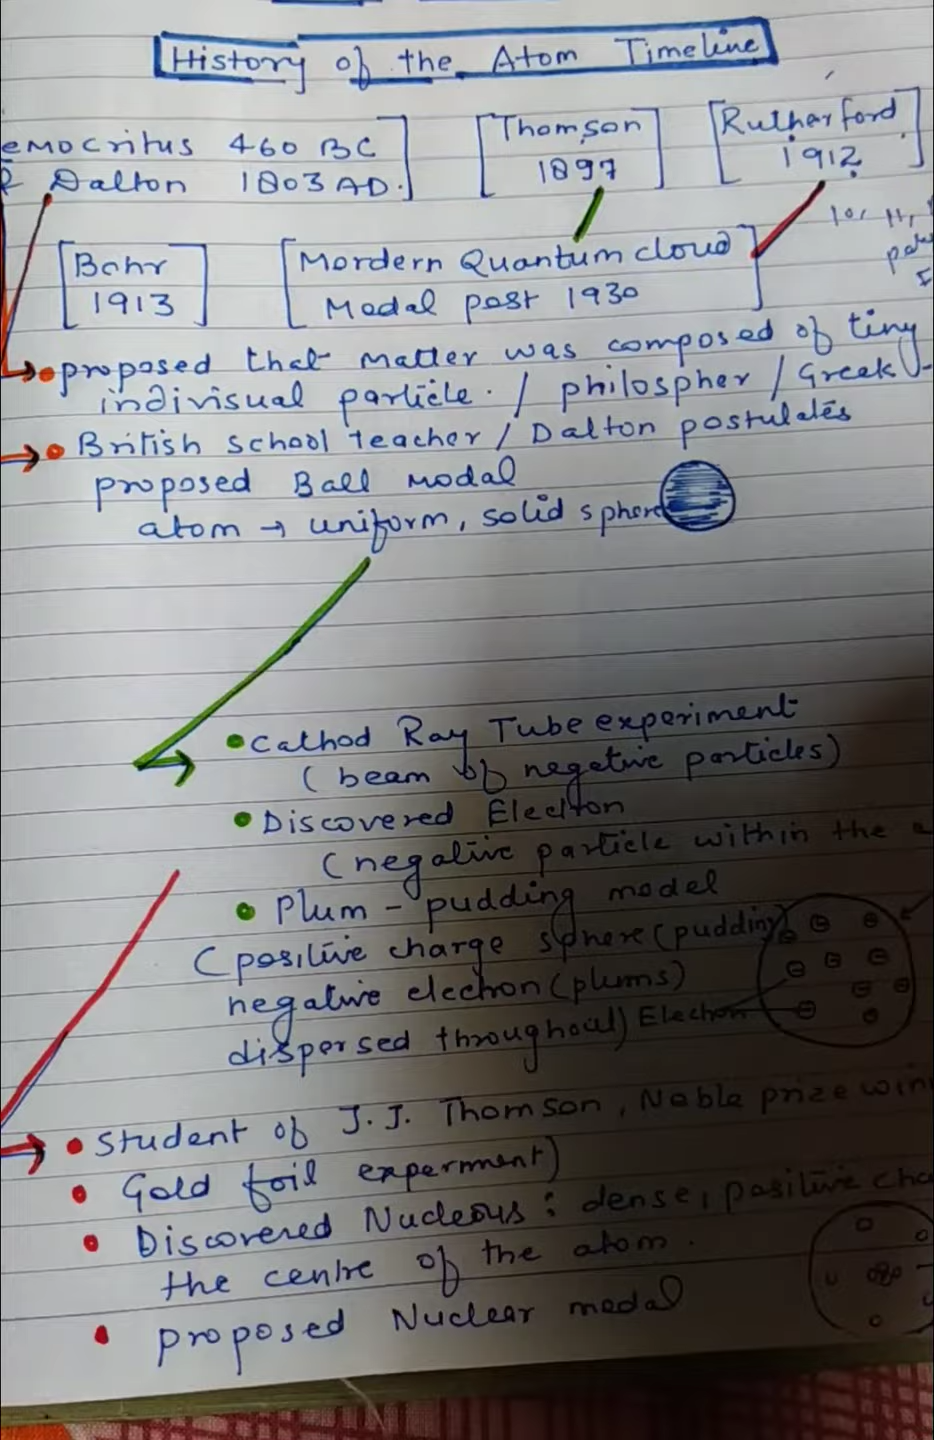 History of the Atom Timeline
emocritus 460 BC
& Dalton 1803 AD.
Thomson
1897
Rutherford
1912
Bohr
1913
Mordern Quantum cloud
Modal post 1930
proposed that matter was composed of tiny
indivisual particle. / philospher / Greek
British school teacher / Dalton postulates
proposed Ball modal
atom → uniform, solid sphere
Cathod Ray Tube experiment
(beam of negative particles)
Discovered Electron
(negative particle within the a
Plum - pudding model
(positive charge sphere (pudding)
negative electron (plums)
dispersed throughout) Electron
Student of J.J. Thomson, Noble prize win
Gold foil experment)
Discovered Nucleous : dense, positive cha
the centre of the atom.
proposed Nuclear modal